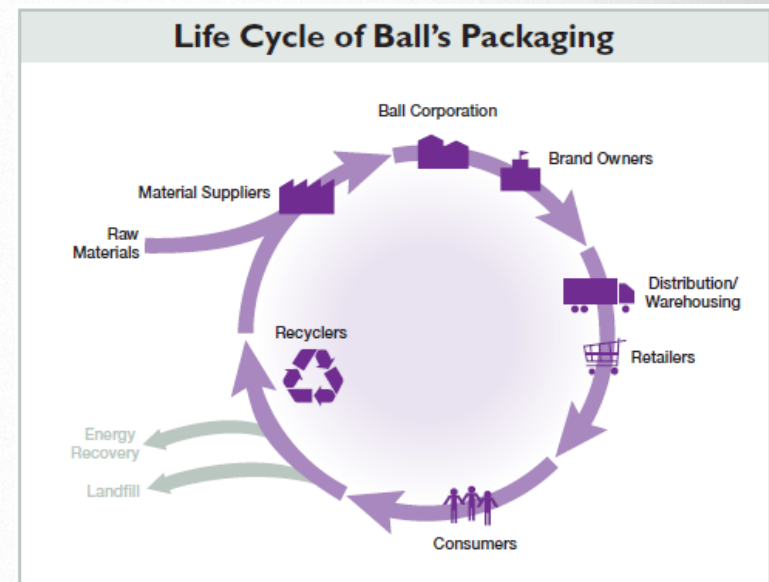 Life Cycle of Ball's Packaging
Ball Corporation
Brand Owners
Material Suppliers
Raw
Materials
Distribution/
Warehousing
Recyclers
Retailers
Energy
Recovery
Landfill
Consumers